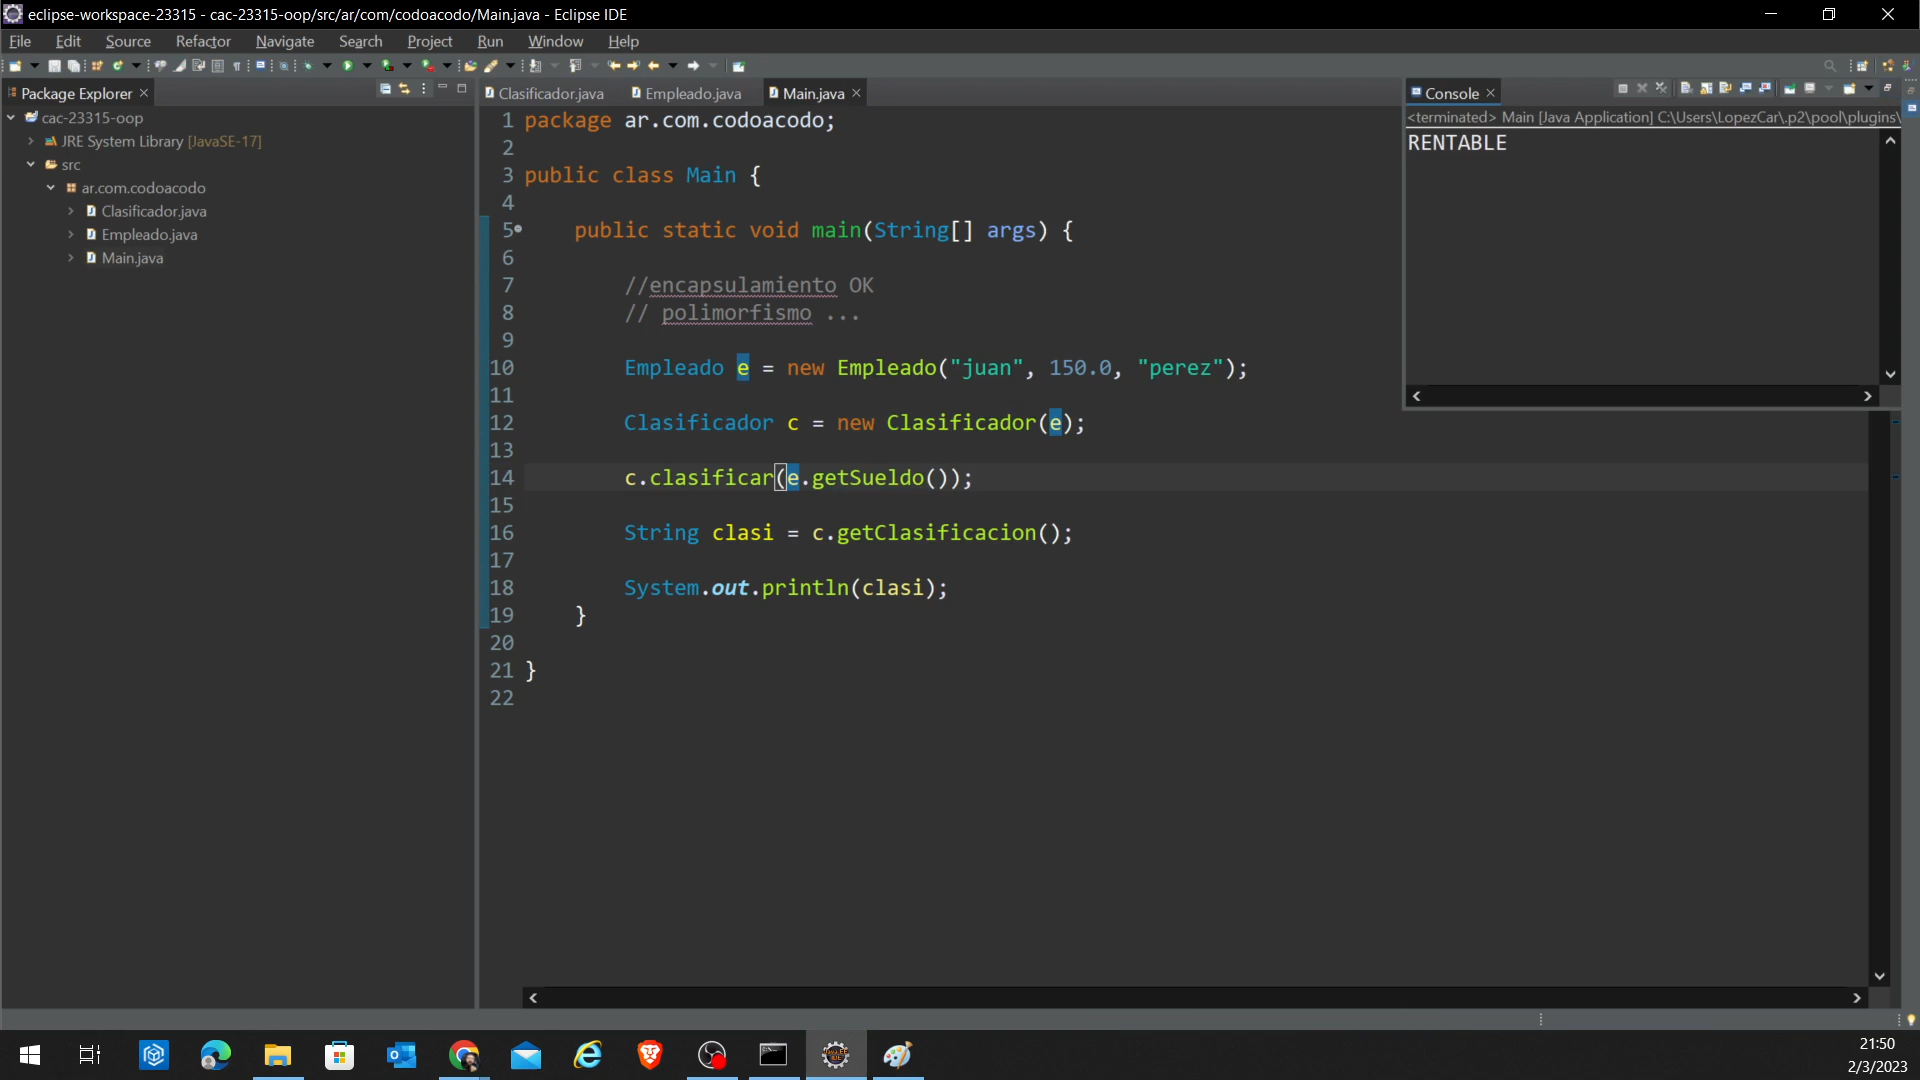 eclipse-workspace-23315 - cac-23315-oop/src/ar/com/codoacodo/Main.java - Eclipse IDE
File Edit Source Refactor Navigate Search Project Run Window Help
Package Explorer
cac-23315-oop
JRE System Library [JavaSE-17]
src
ar.com.codoacodo
Clasificador.java
Empleado.java
Main.java
Clasificador.java Empleado.java Main.java
1 package ar.com.codoacodo;
2
3 public class Main {
4
5 public static void main(String[] args) {
6
7 //encapsulamiento OK
8 // polimorfismo ...
9
10 Empleado e = new Empleado("juan", 150.0, "perez");
11
12 Clasificador c = new Clasificador(e);
13
14 c.clasificar(e.getSueldo());
15
16 String clasi = c.getClasificacion();
17
18 System.out.println(clasi);
19 }
20
21 }
22
Console
<terminated> Main [Java Application] C:\Users\LopezCar\.p2\pool\plugins\
RENTABLE
21:50
2/3/2023